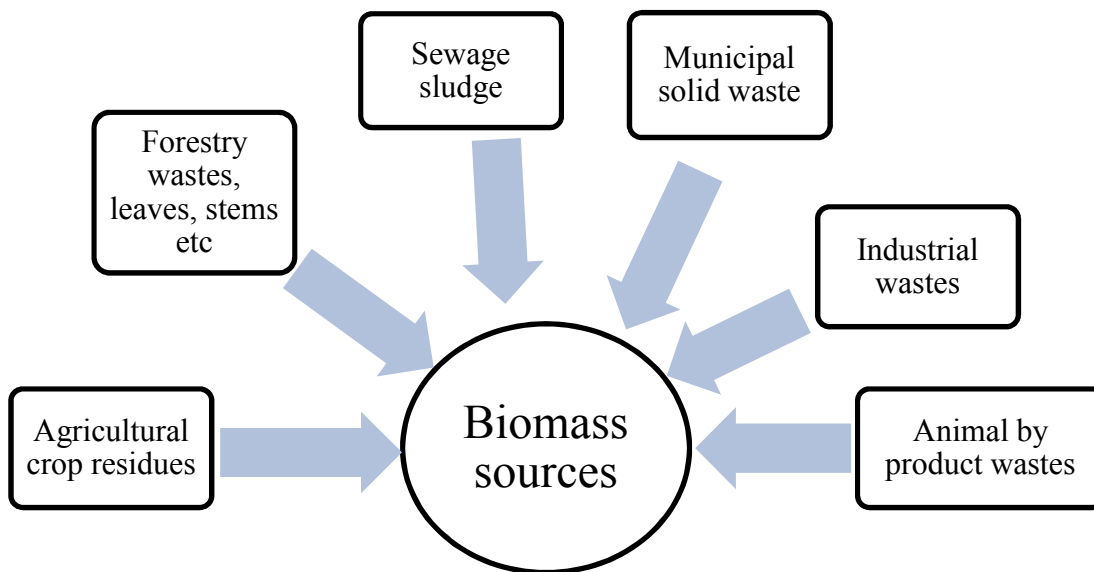 Sewage
sludge
Municipal
solid waste
Forestry
wastes,
leaves, stems
etc
Industrial
wastes
Agricultural
crop residues
Biomass
sources
Animal by
product wastes